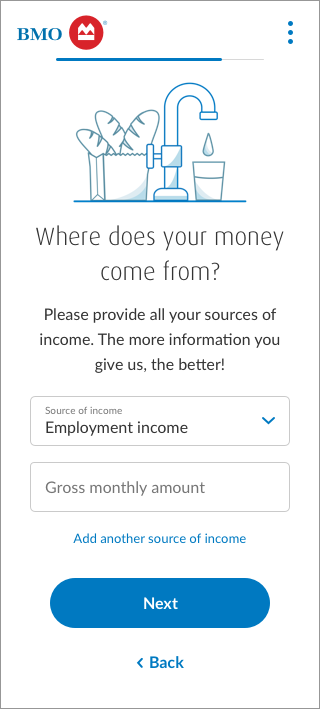 BMO
Where does your money
come from?
Please provide all your sources of
income. The more information you
give us, the better!
Source of income
Employment income
Gross monthly amount
Add another source of income
Next
Back